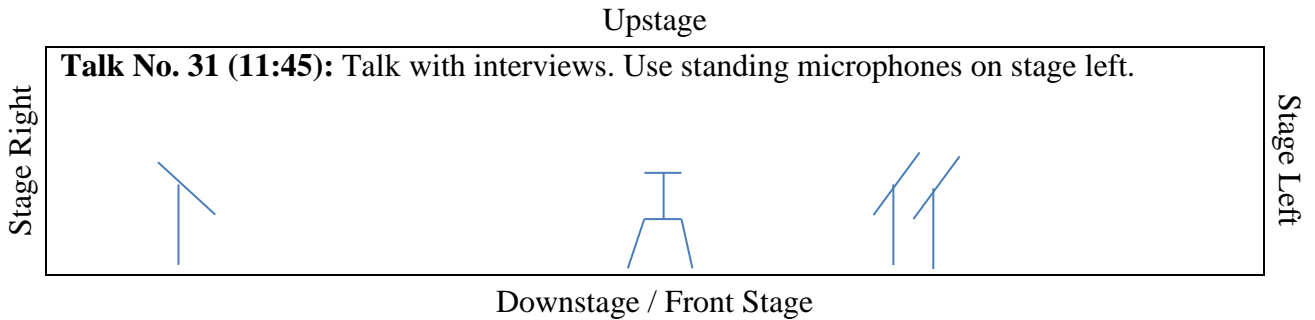 Upstage
Talk No. 31 (11:45): Talk with interviews. Use standing microphones on stage left.
Stage Right
Stage Left
Downstage / Front Stage